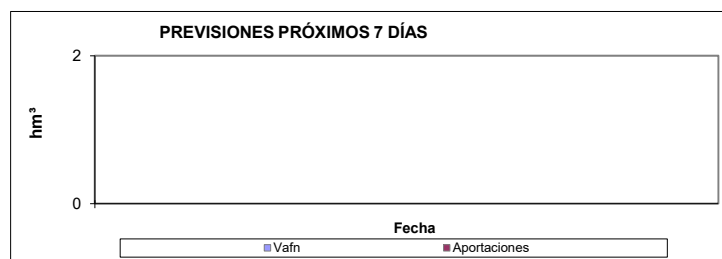 PREVISIONES PRÓXIMOS 7 DÍAS
2
hm³
0
Fecha
Vafn Aportaciones